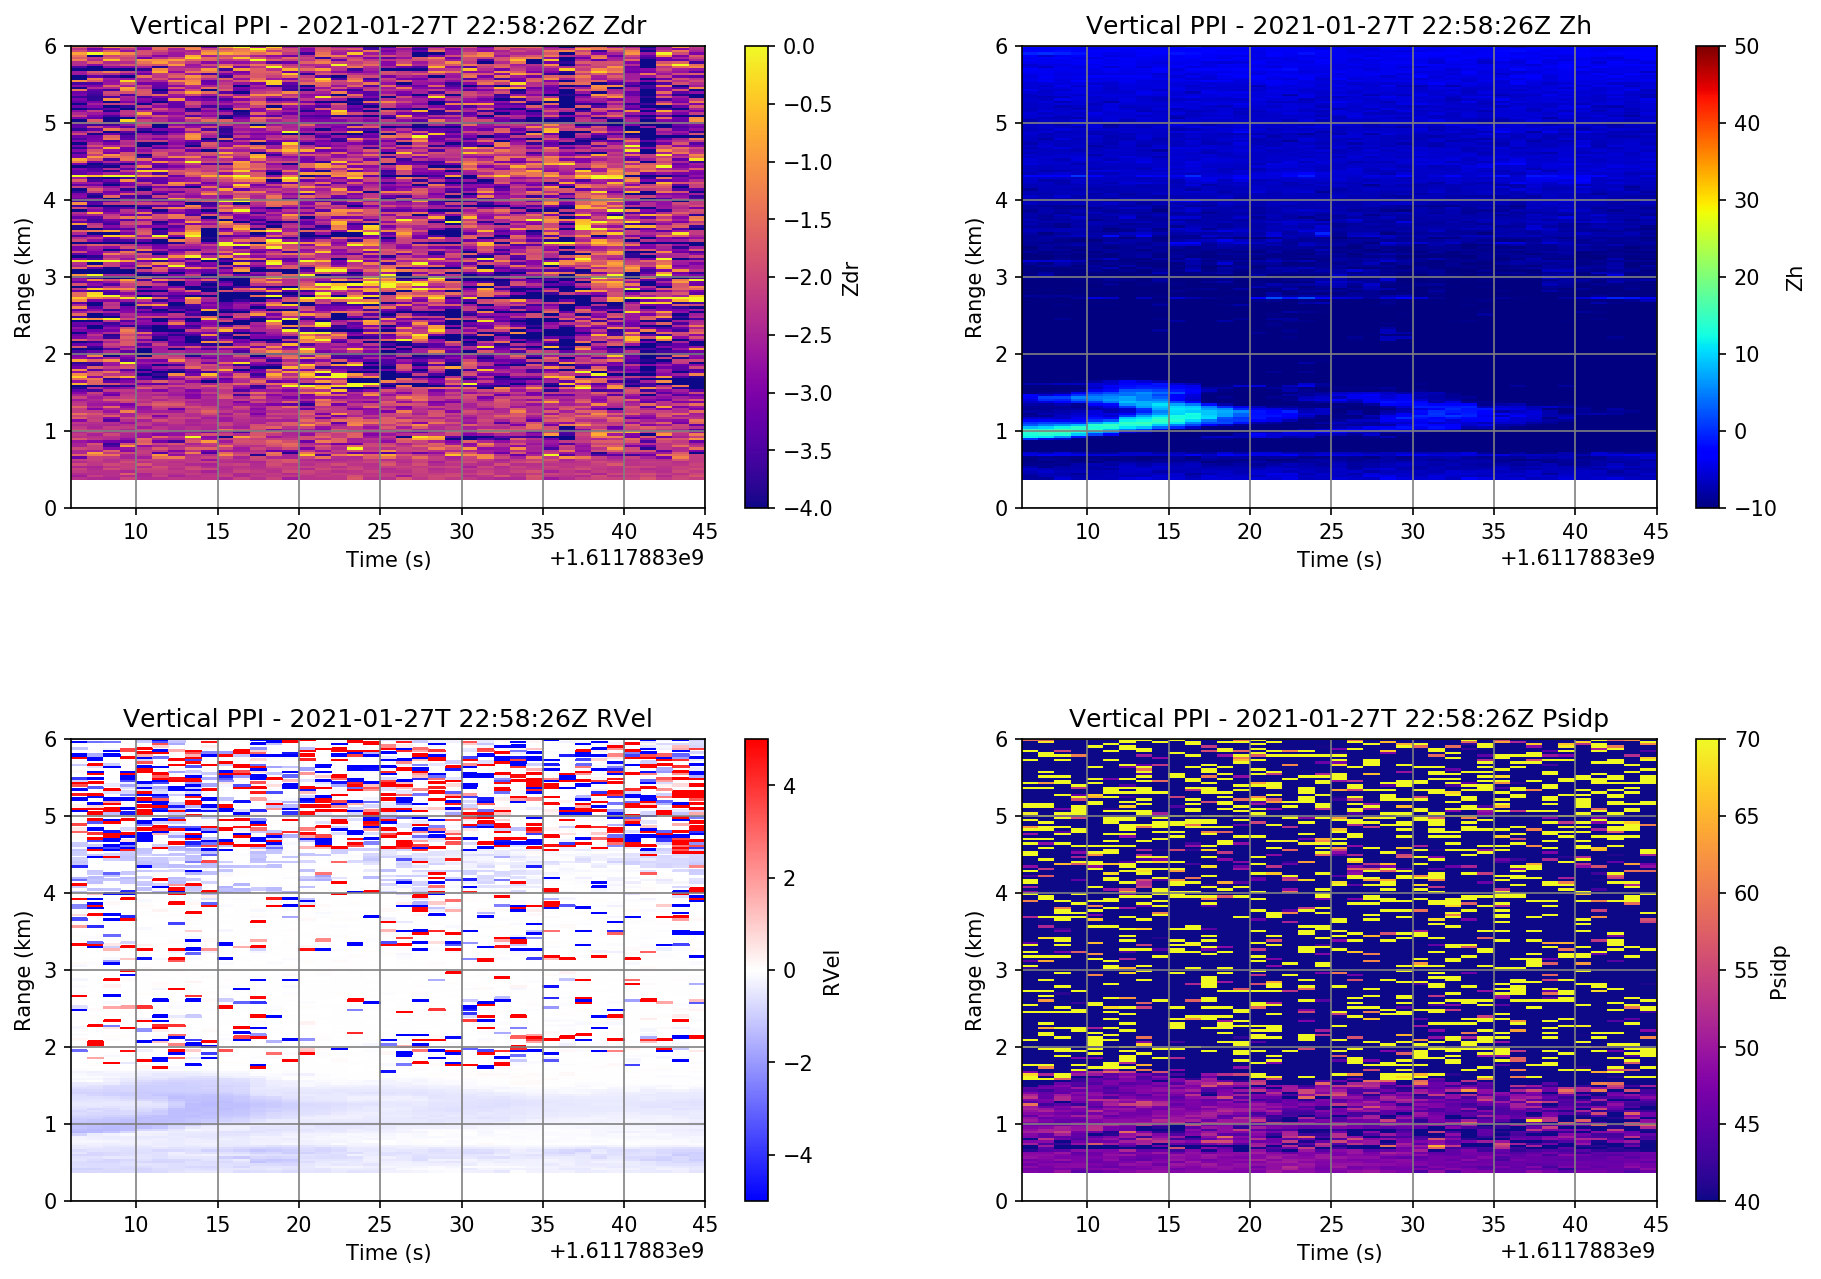 Vertical PPI - 2021-01-27T 22:58:26Z Zdr
6
5
4
3
2
1
0
Range (km)
10 15 20 25 30 35 40 45
Time (s)
+1.6117883e9
0.0
−0.5
−1.0
−1.5
−2.0
−2.5
−3.0
−3.5
−4.0
Zdr
Vertical PPI - 2021-01-27T 22:58:26Z Zh
6
5
4
3
2
1
0
Range (km)
10 15 20 25 30 35 40 45
Time (s)
+1.6117883e9
50
40
30
20
10
0
−10
Zh
Vertical PPI - 2021-01-27T 22:58:26Z RVel
6
5
4
3
2
1
0
Range (km)
10 15 20 25 30 35 40 45
Time (s)
+1.6117883e9
4
2
0
−2
−4
RVel
Vertical PPI - 2021-01-27T 22:58:26Z Psidp
6
5
4
3
2
1
0
Range (km)
10 15 20 25 30 35 40 45
Time (s)
+1.6117883e9
70
65
60
55
50
45
40
Psidp